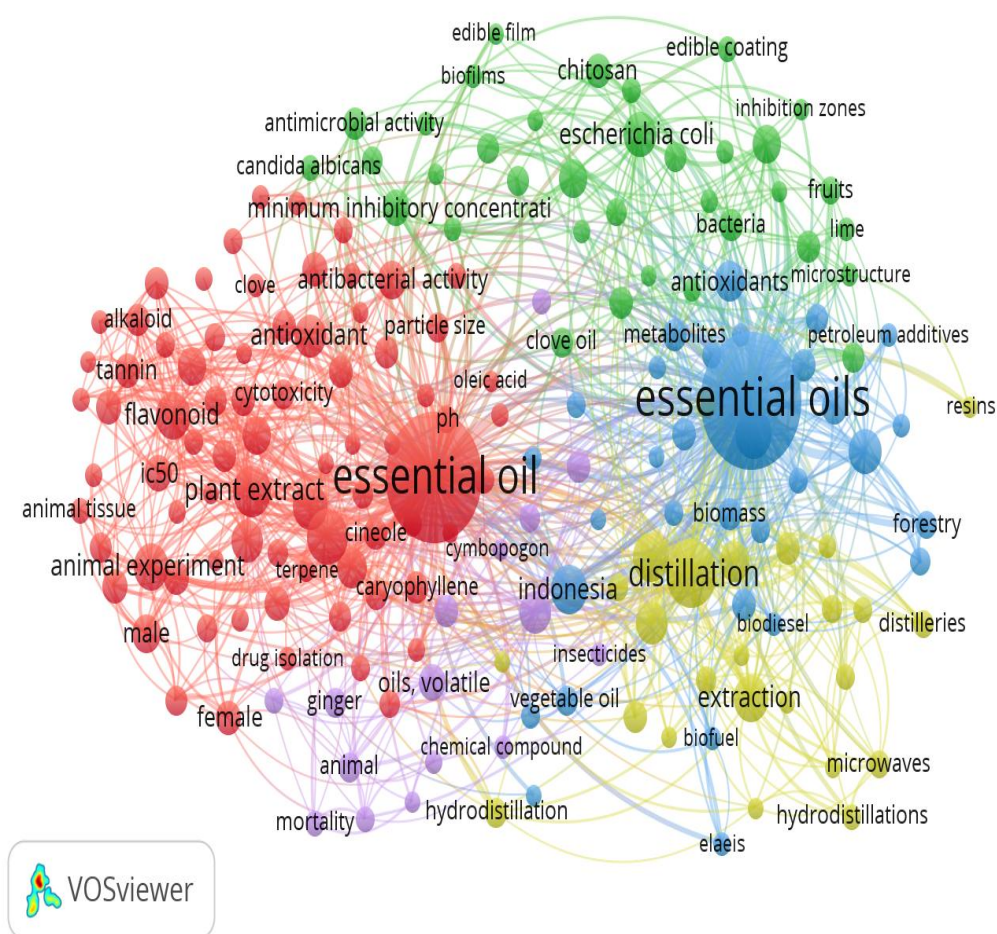 edible film
edible coating
biofilms
chitosan
inhibition zones
antimicrobial activity
escherichia coli
candida albicans
fruits
minimum inhibitory concentrati
bacteria
lime
clove
antibacterial activity
antioxidants
microstructure
alkaloid
antioxidant
particle size
clove oil
metabolites
petroleum additives
tannin
cytotoxicity
oleic acid
essential oils
resins
flavonoid
ph
ic50
plant extract
essential oil
animal tissue
cineole
biomass
forestry
cymbopogon
animal experiment
terpene
caryophyllene
indonesia
distillation
male
biodiesel
distilleries
drug isolation
insecticides
oils, volatile
ginger
vegetable oil
extraction
female
chemical compound
biofuel
animal
microwaves
mortality
hydrodistillation
hydrodistillations
elaeis
VOSviewer